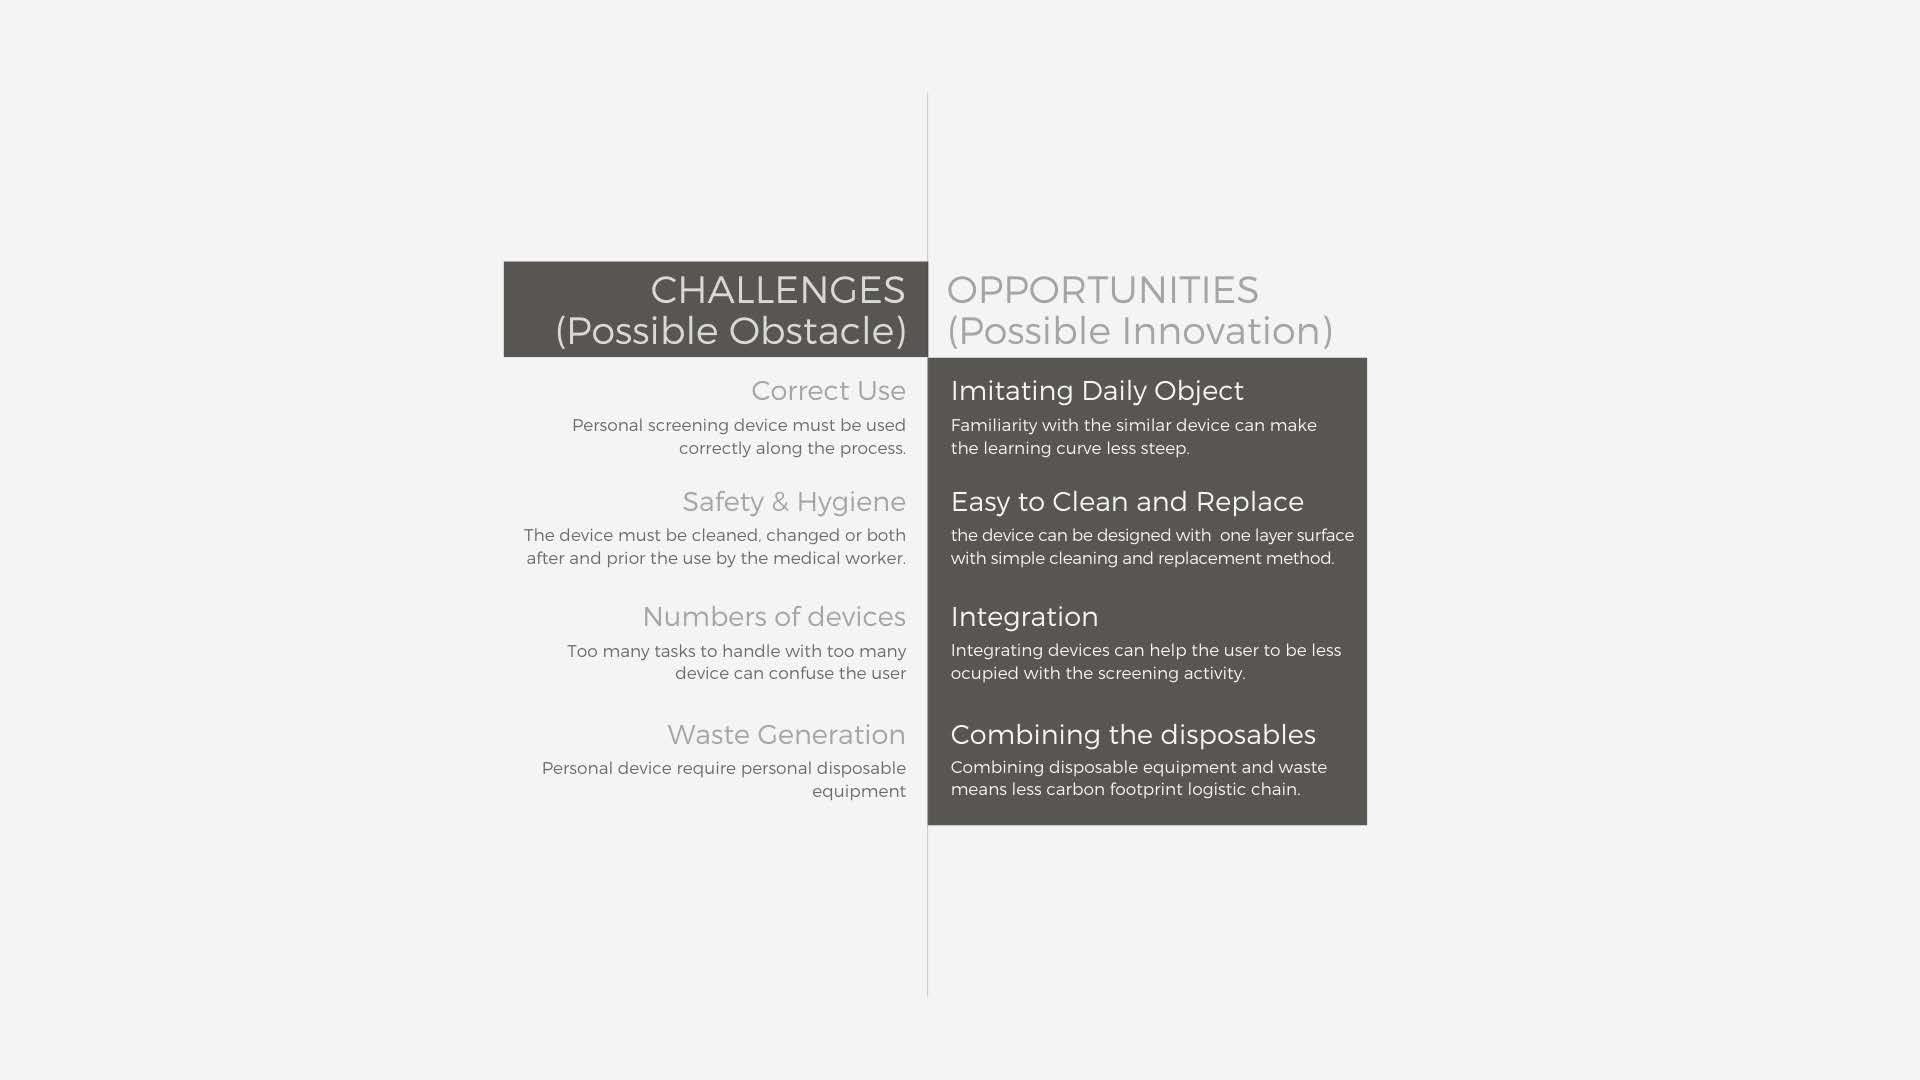 CHALLENGES
(Possible Obstacle)
Correct Use
Personal screening device must be used
correctly along the process.
Safety & Hygiene
The device must be cleaned, changed or both
after and prior the use by the medical worker.
Numbers of devices
Too many tasks to handle with too many
device can confuse the user
Waste Generation
Personal device require personal disposable
equipment
OPPORTUNITIES
(Possible Innovation)
Imitating Daily Object
Familiarity with the similar device can make
the learning curve less steep.
Easy to Clean and Replace
the device can be designed with  one layer surface
with simple cleaning and replacement method.
Integration
Integrating devices can help the user to be less
ocupied with the screening activity.
Combining the disposables
Combining disposable equipment and waste
means less carbon footprint logistic chain.